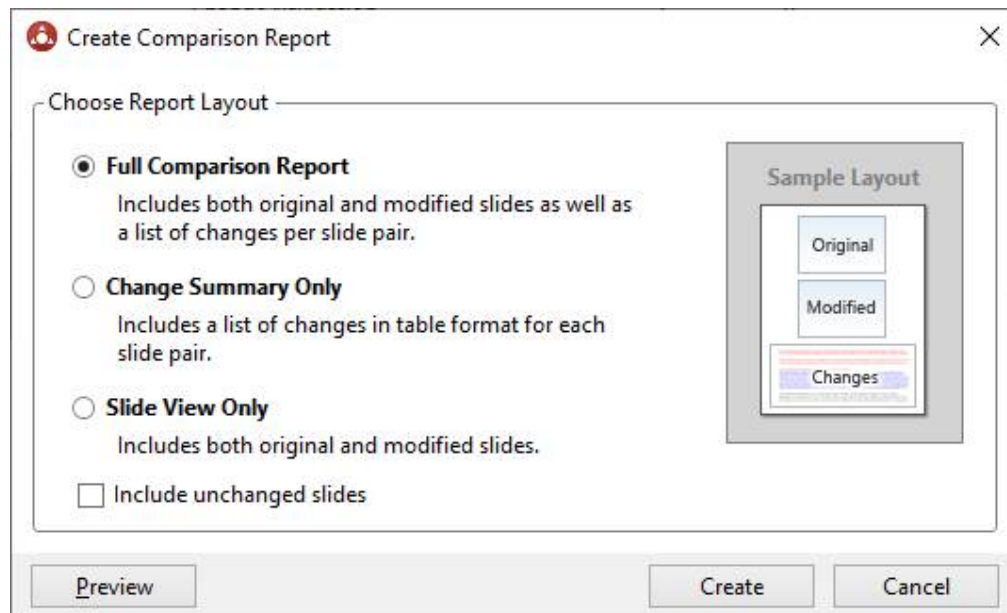 Create Comparison Report
Choose Report Layout
Full Comparison Report
Includes both original and modified slides as well as
a list of changes per slide pair.
Change Summary Only
Includes a list of changes in table format for each
slide pair.
Slide View Only
Includes both original and modified slides.
Include unchanged slides
Sample Layout
Original
Modified
Changes
Preview
Create
Cancel